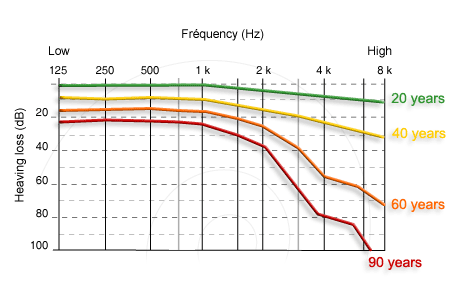 Fréquency (Hz)
Low High
125 250 500 1 k 2 k 4 k 8 k
Heaving loss (dB)
20
40
60
80
100
20 years
40 years
60 years
90 years